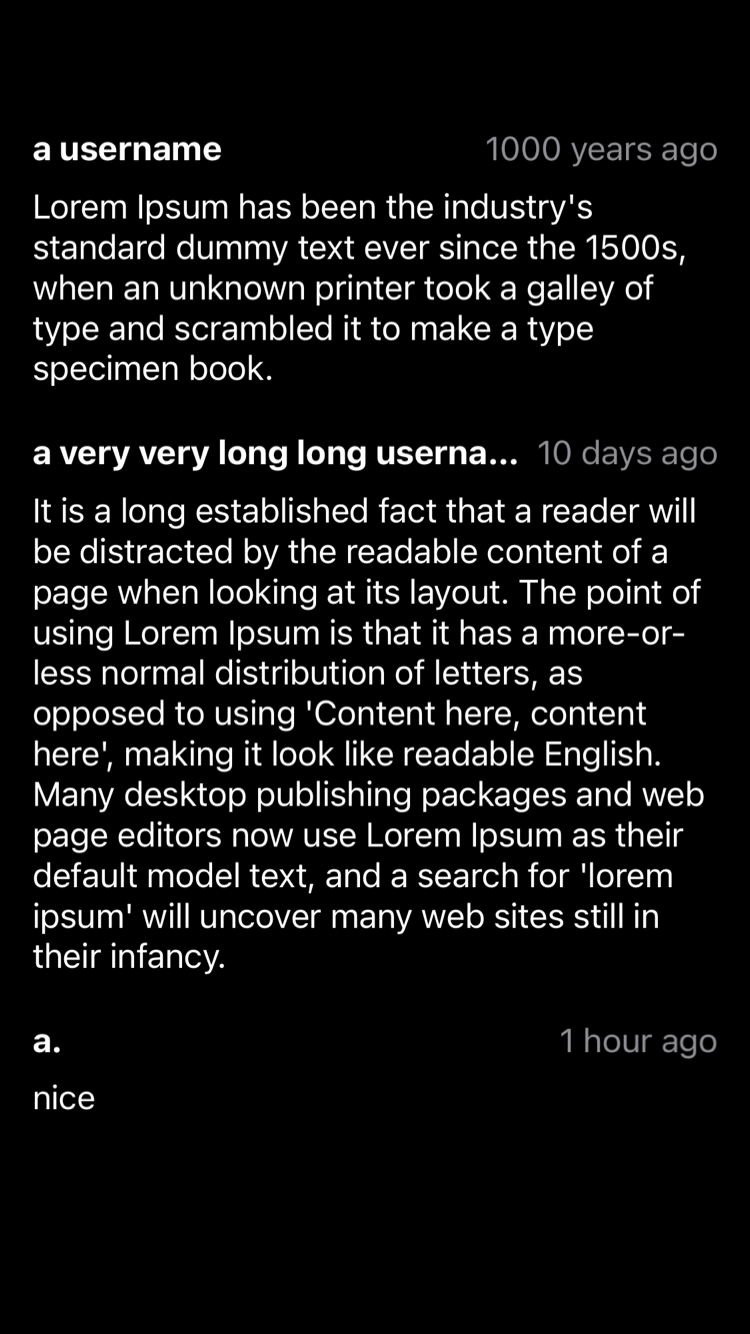 a username 1000 years ago
Lorem Ipsum has been the industry's
standard dummy text ever since the 1500s,
when an unknown printer took a galley of
type and scrambled it to make a type
specimen book.
a very very long long userna... 10 days ago
It is a long established fact that a reader will
be distracted by the readable content of a
page when looking at its layout. The point of
using Lorem Ipsum is that it has a more-or-
less normal distribution of letters, as
opposed to using 'Content here, content
here', making it look like readable English.
Many desktop publishing packages and web
page editors now use Lorem Ipsum as their
default model text, and a search for 'lorem
ipsum' will uncover many web sites still in
their infancy.
a. 1 hour ago
nice